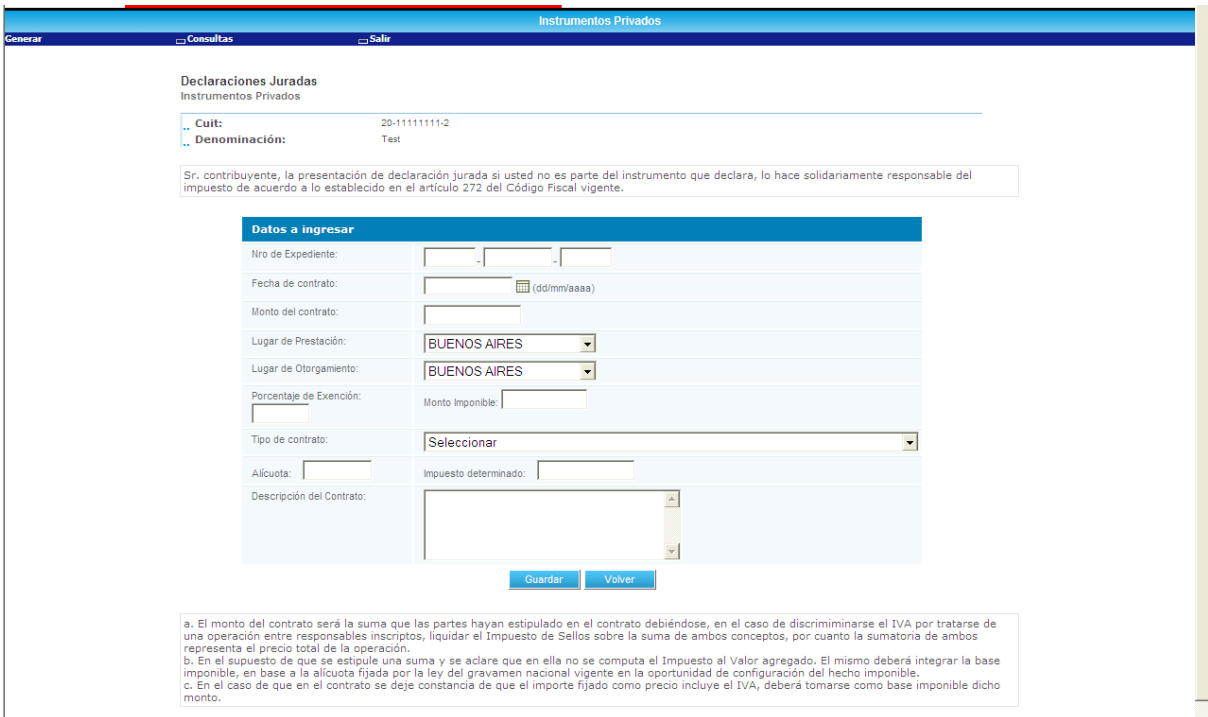 Instrumentos Privados
Generar Consultas Salir
Declaraciones Juradas
Instrumentos Privados
Cuit: 20-11111111-2
Denominación: Test
Sr. contribuyente, la presentación de declaración jurada si usted no es parte del instrumento que declara, lo hace solidariamente responsable del
impuesto de acuerdo a lo establecido en el artículo 272 del Código Fiscal vigente.
Datos a ingresar
Nro de Expediente: - -
Fecha de contrato: (dd/mm/aaaa)
Monto del contrato:
Lugar de Prestación: BUENOS AIRES
Lugar de Otorgamiento: BUENOS AIRES
Porcentaje de Exención: Monto Imponible:
Tipo de contrato: Seleccionar
Alícuota: Impuesto determinado:
Descripción del Contrato:
Guardar Volver
a. El monto del contrato será la suma que las partes hayan estipulado en el contrato debiéndose, en el caso de discrimiminarse el IVA por tratarse de
una operación entre responsables inscriptos, liquidar el Impuesto de Sellos sobre la suma de ambos conceptos, por cuanto la sumatoria de ambos
representa el precio total de la operación.
b. En el supuesto de que se estipule una suma y se aclare que en ella no se computa el Impuesto al Valor agregado. El mismo deberá integrar la base
imponible, en base a la alícuota fijada por la ley del gravamen nacional vigente en la oportunidad de configuración del hecho imponible.
c. En el caso de que en el contrato se deje constancia de que el importe fijado como precio incluye el IVA, deberá tomarse como base imponible dicho
monto.